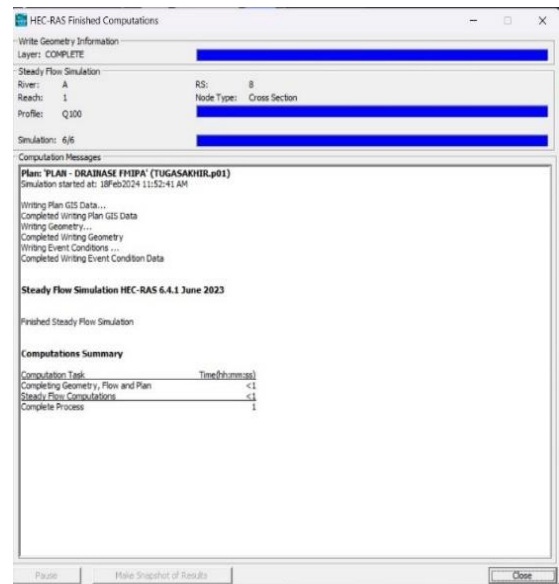 HEC-RAS Finished Computations
Write Geometry Information
Layer: COMPLETE
Steady Flow Simulation
River: A RS: 8
Reach: 1 Node Type: Cross Section
Profile: Q100
Simulation: 6/6
Computation Messages
Plan: 'PLAN - DRAINASE FMIPA' (TUGASAKHIR.p01)
Simulation started at: 18Feb2024 11:52:41 AM
Writing Plan GIS Data...
Completed Writing Plan GIS Data
Writing Geometry...
Completed Writing Geometry
Writing Event Conditions ...
Completed Writing Event Condition Data
Steady Flow Simulation HEC-RAS 6.4.1 June 2023
Finished Steady Flow Simulation
Computations Summary
Computation Task Time(hh:mm:ss)
Completing Geometry, Flow and Plan <1
Steady Flow Computations <1
Complete Process 1
Pause Make Snapshot of Results Close